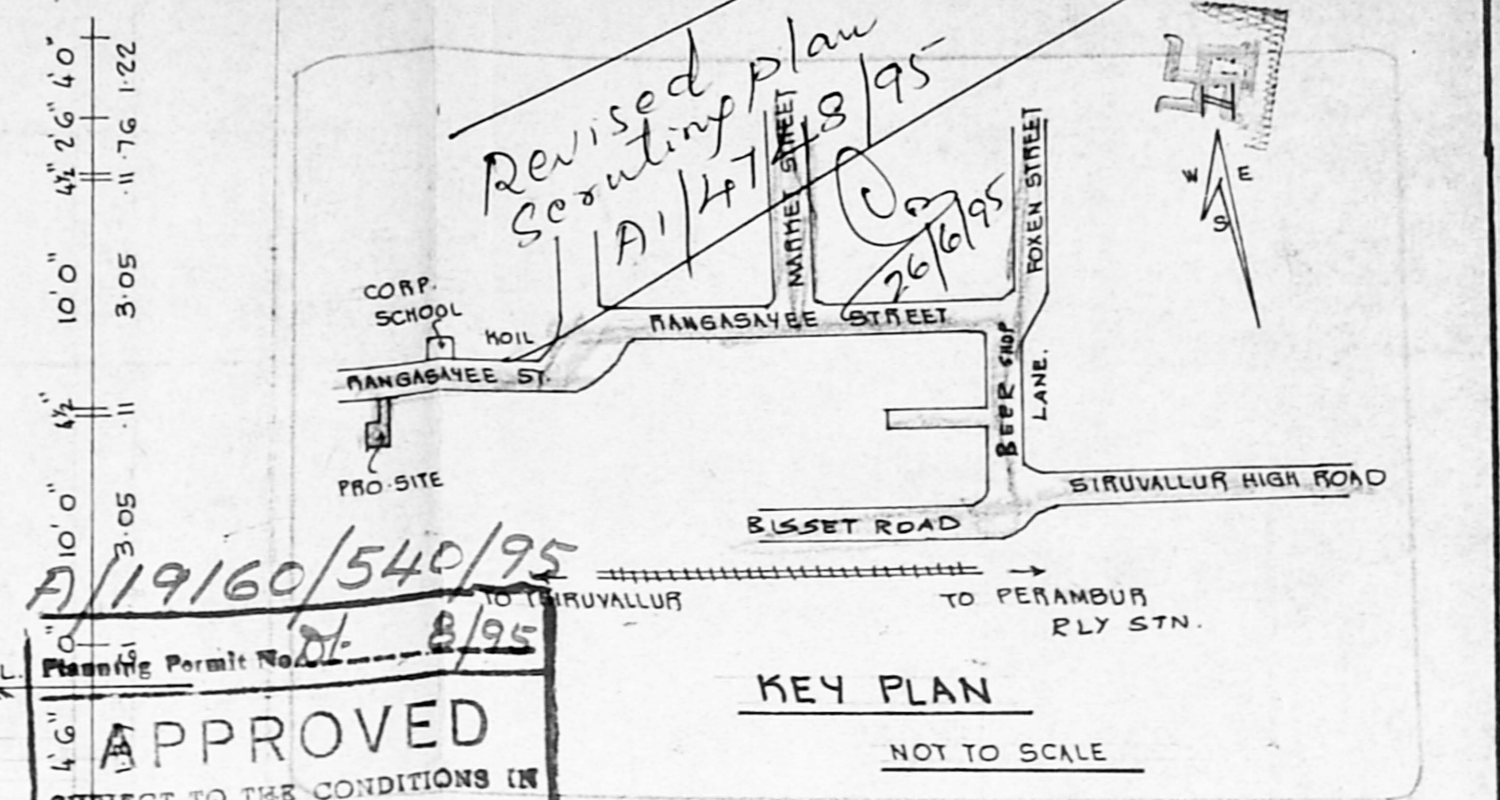 4' 0"
1.22
2' 6"
.76
4½"
.11
10' 0"
3.05
4½"
.11
10' 0"
3.05
4' 6"
Revised
Scrutiny plan
A1/47 8/95
26/6/95
MARKET STREET
FOXEN STREET
W E
S
CORP.
SCHOOL
KOIL
RANGASAYEE STREET
RANGASAYEE ST.
BEER SHOP
LANE.
PRO.SITE
SIRUVALLUR HIGH ROAD
BISSET ROAD
A/19160/540/95
TO THIRUVALLUR
TO PERAMBUR
RLY STN.
Planning Permit No. 8/95
APPROVED
SUBJECT TO THE CONDITIONS IN
KEY PLAN
NOT TO SCALE